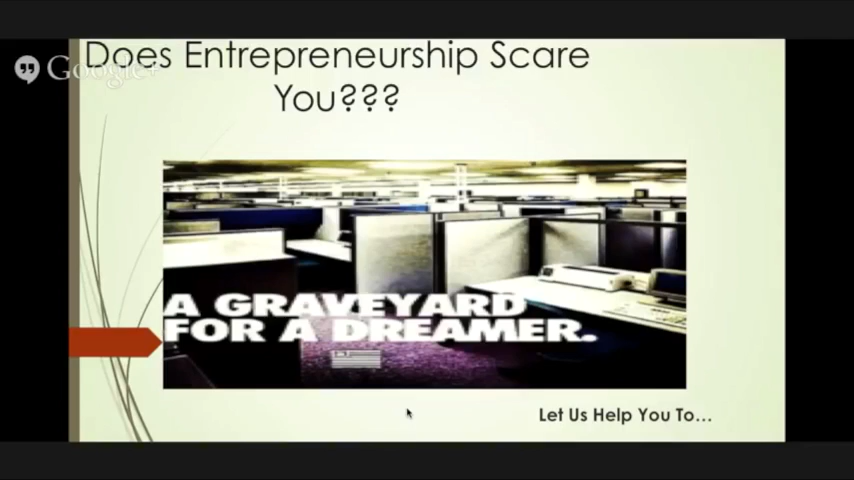 Does Entrepreneurship Scare
Google+
You???
A GRAVEYARD
FOR A DREAMER.
Let Us Help You To...